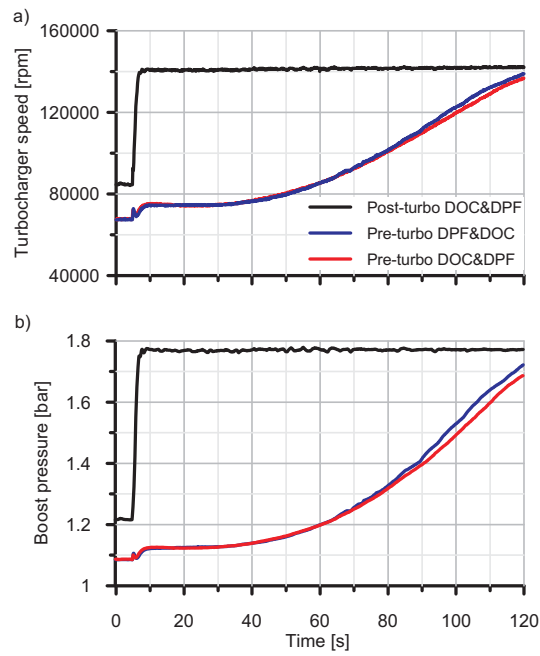 a)
160000
120000
80000
40000
Turbocharger speed [rpm]
Post-turbo DOC&DPF
Pre-turbo DPF&DOC
Pre-turbo DOC&DPF
b)
1.8
1.6
1.4
1.2
1
Boost pressure [bar]
0 20 40 60 80 100 120
Time [s]